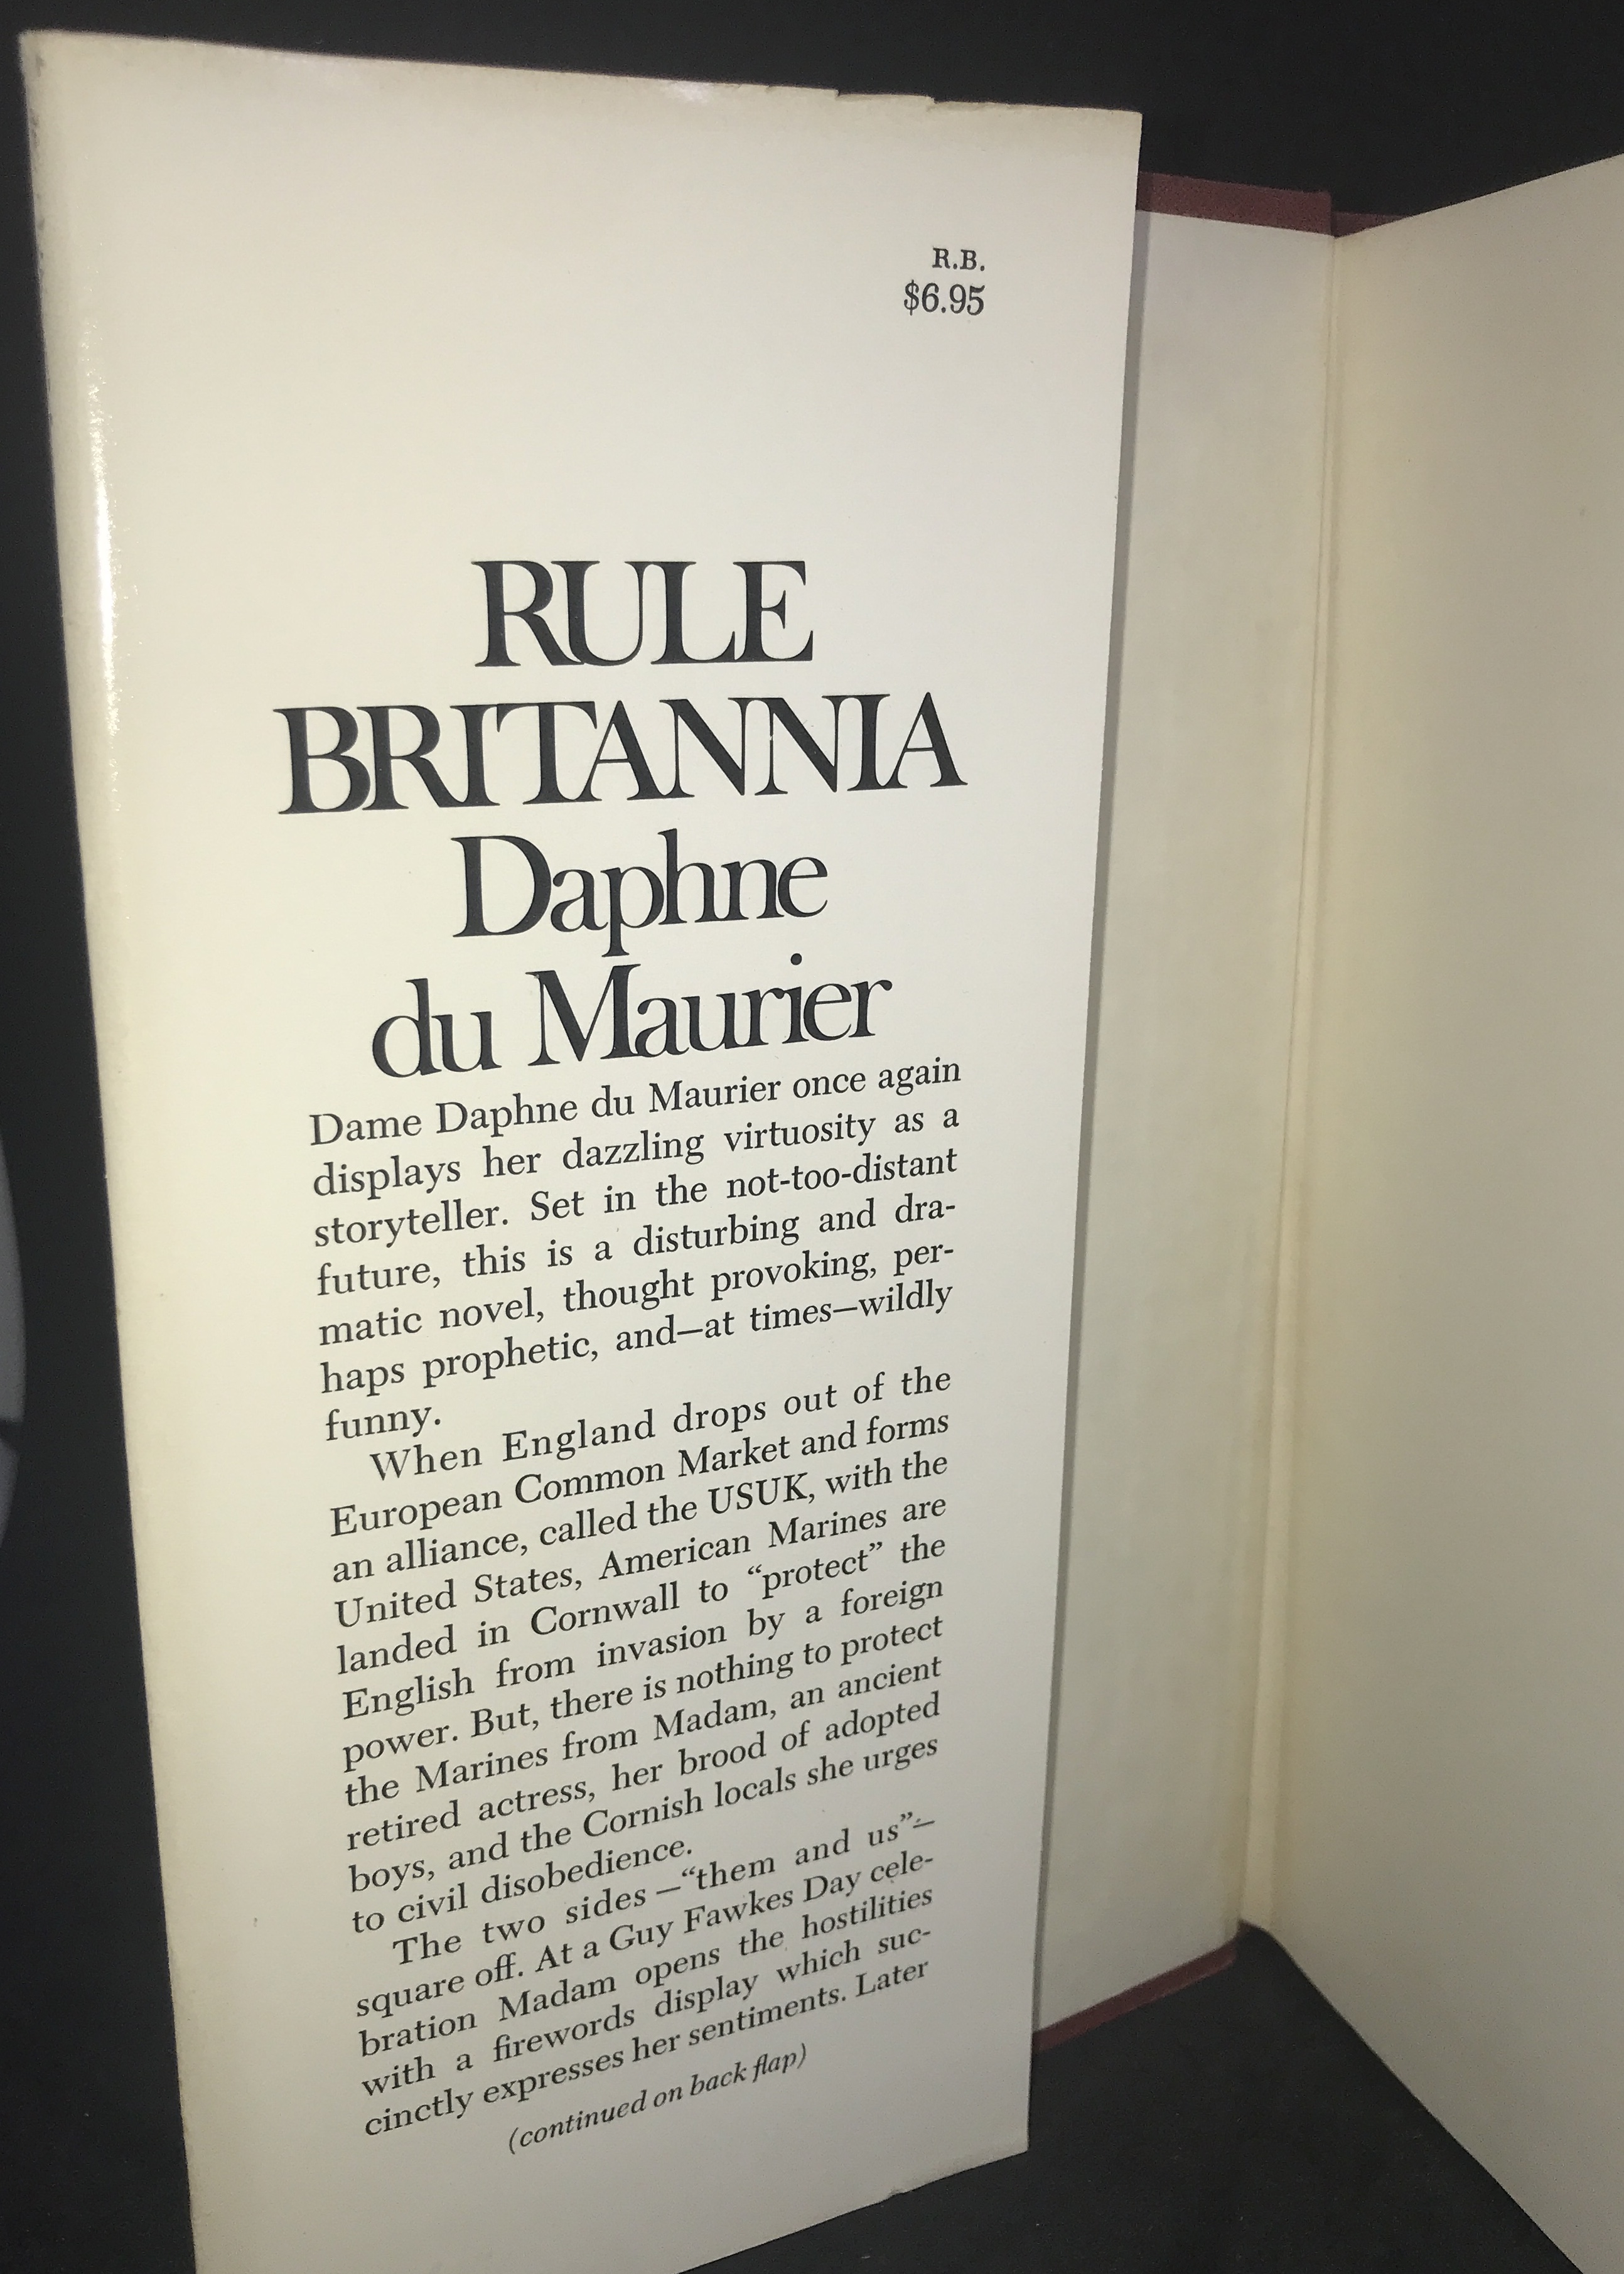 R.B.
$6.95
RULE
BRITANNIA
Daphne
du Maurier
Dame Daphne du Maurier once again
displays her dazzling virtuosity as a
storyteller. Set in the not-too-distant
future, this is a disturbing and dra-
matic novel, thought provoking, per-
haps prophetic, and—at times—wildly
funny.
When England drops out of the
European Common Market and forms
an alliance, called the USUK, with the
United States, American Marines are
landed in Cornwall to “protect” the
English from invasion by a foreign
power. But, there is nothing to protect
the Marines from Madam, an ancient
retired actress, her brood of adopted
boys, and the Cornish locals she urges
to civil disobedience.
The two sides—“them and us”—
square off. At a Guy Fawkes Day cele-
bration Madam opens the hostilities
with a firewords display which suc-
cinctly expresses her sentiments. Later
(continued on back flap)